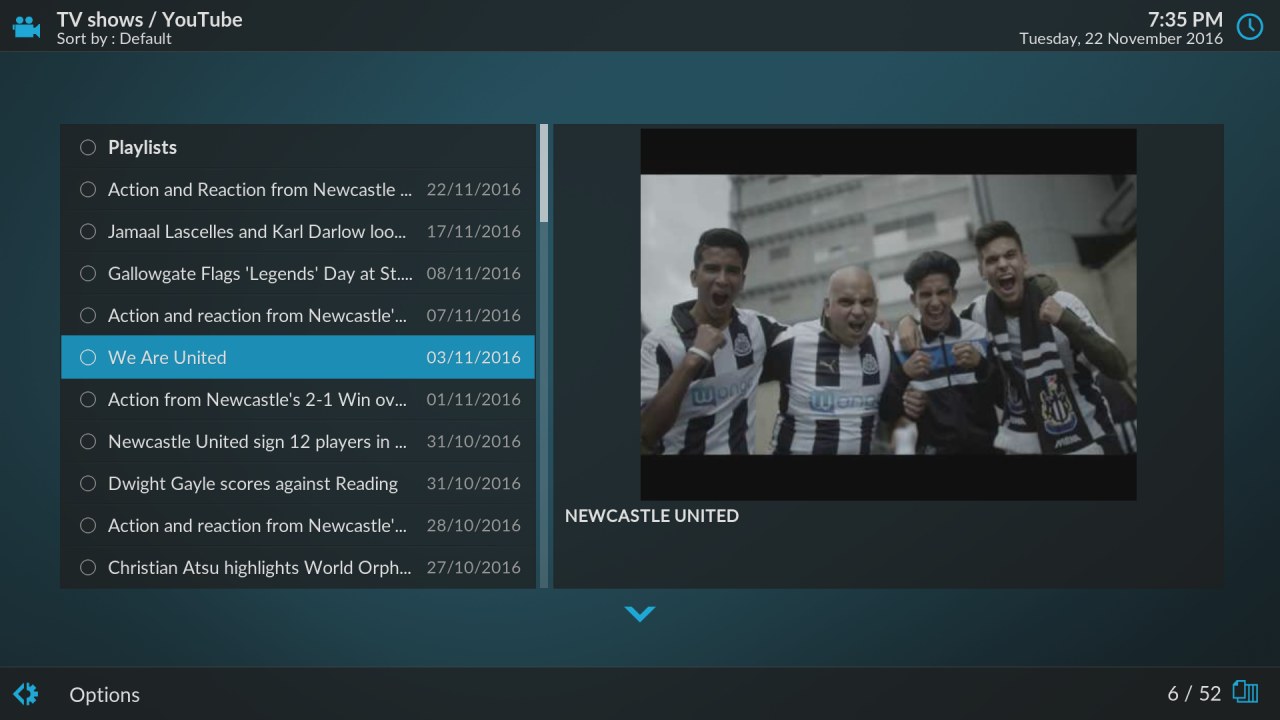 TV shows / YouTube
Sort by : Default
7:35 PM
Tuesday, 22 November 2016
Playlists
Action and Reaction from Newcastle ... 22/11/2016
Jamaal Lascelles and Karl Darlow loo... 17/11/2016
Gallowgate Flags 'Legends' Day at St.... 08/11/2016
Action and reaction from Newcastle'... 07/11/2016
We Are United 03/11/2016
Action from Newcastle's 2-1 Win ov... 01/11/2016
Newcastle United sign 12 players in ... 31/10/2016
Dwight Gayle scores against Reading 31/10/2016
Action and reaction from Newcastle'... 28/10/2016
Christian Atsu highlights World Orph... 27/10/2016
NEWCASTLE UNITED
Options
6 / 52